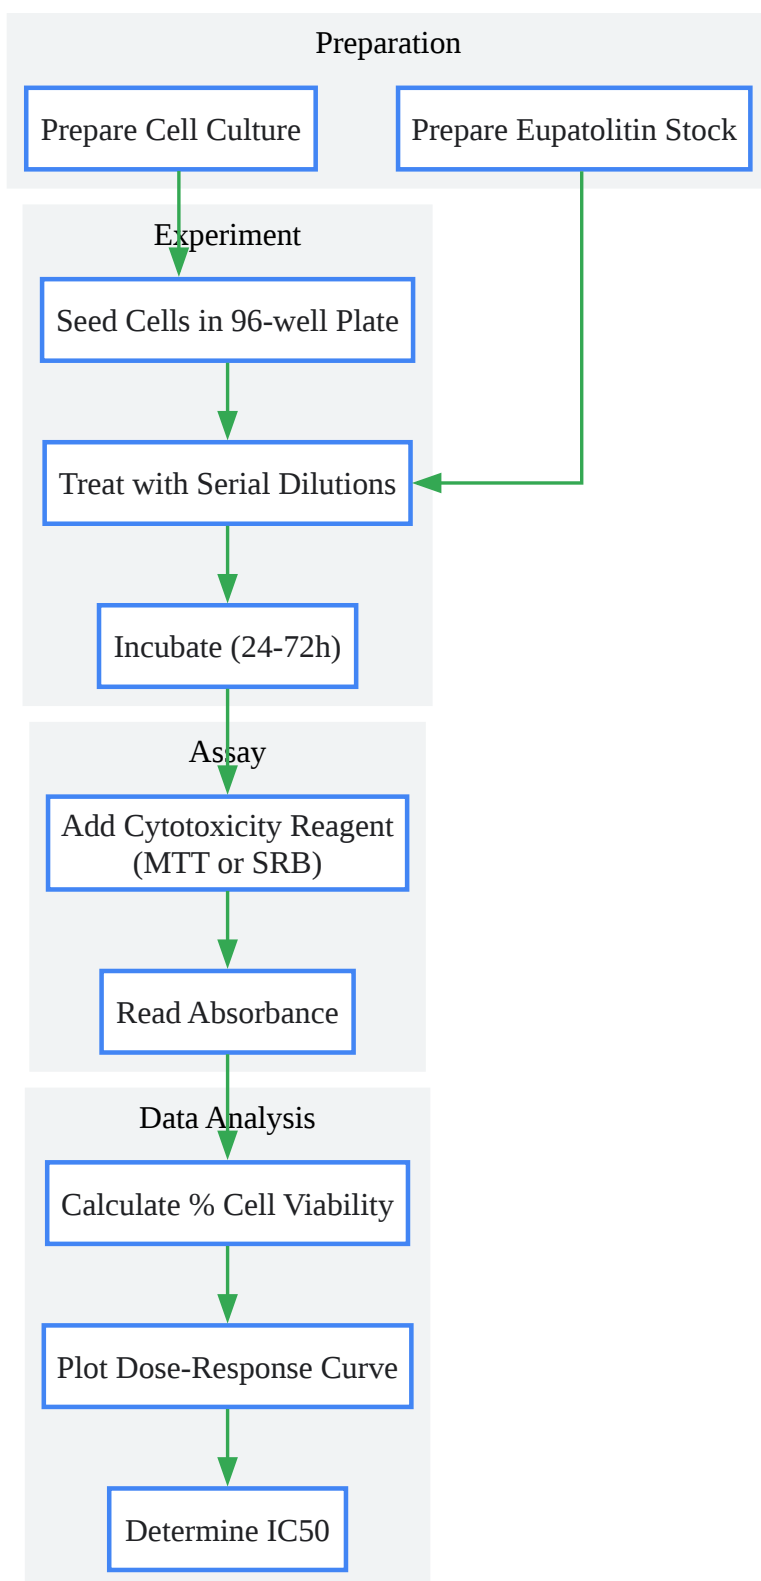 Preparation
Prepare Cell Culture
Prepare Eupatolitin Stock
Experiment
Seed Cells in 96-well Plate
Treat with Serial Dilutions
Incubate (24-72h)
Assay
Add Cytotoxicity Reagent
(MTT or SRB)
Read Absorbance
Data Analysis
Calculate % Cell Viability
Plot Dose-Response Curve
Determine IC50